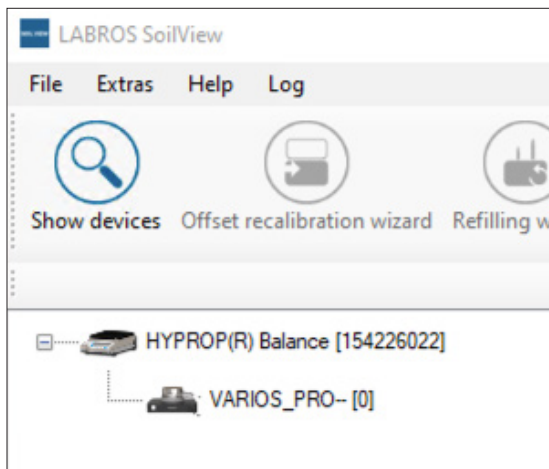 LABROS SoilView
File Extras Help Log
Show devices Offset recalibration wizard Refilling w
HYPROP(R) Balance [154226022]
VARIOS_PRO-- [0]